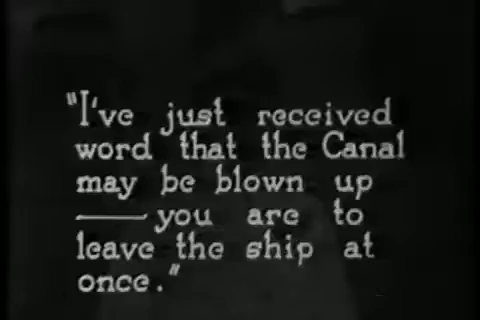 "I've just received
word that the Canal
may be blown up
—you are to
leave the ship at
once."